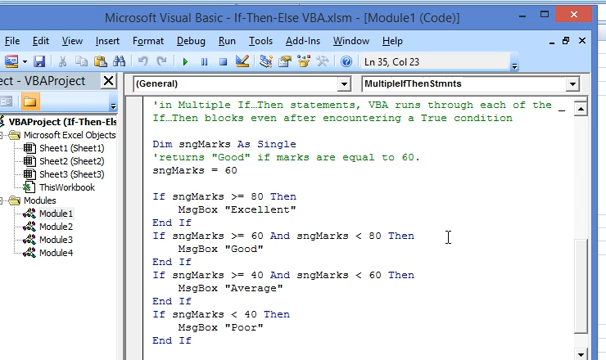 Microsoft Visual Basic - If-Then-Else VBA.xlsm - [Module1 (Code)]
File Edit View Insert Format Debug Run Tools Add-Ins Window Help
Ln 35, Col 23
ect - VBAProject
(General) MultipleIfThenStmnts
VBAProject (If-Then-Els
Microsoft Excel Objects
Sheet1 (Sheet1)
Sheet2 (Sheet2)
Sheet3 (Sheet3)
ThisWorkbook
Modules
Module1
Module2
Module3
Module4
'in Multiple If…Then statements, VBA runs through each of the _
If…Then blocks even after encountering a True condition
Dim sngMarks As Single
'returns "Good" if marks are equal to 60.
sngMarks = 60
If sngMarks >= 80 Then
MsgBox "Excellent"
End If
If sngMarks >= 60 And sngMarks < 80 Then
MsgBox "Good"
End If
If sngMarks >= 40 And sngMarks < 60 Then
MsgBox "Average"
End If
If sngMarks < 40 Then
MsgBox "Poor"
End If